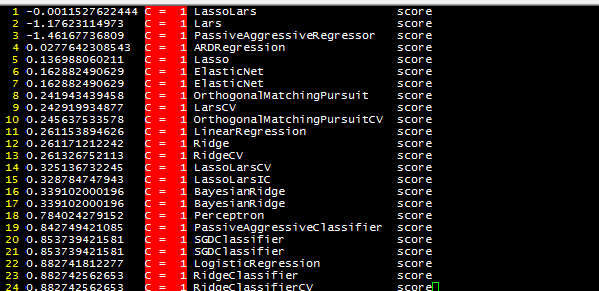 1 -0.0011527622444 C = 1 LassoLars score
2 -1.17623114973 C = 1 Lars score
3 -1.46167736809 C = 1 PassiveAggressiveRegressor score
4 0.0277642308543 C = 1 ARDRegression score
5 0.136988060211 C = 1 Lasso score
6 0.162882490629 C = 1 ElasticNet score
7 0.162882490629 C = 1 ElasticNet score
8 0.241943439458 C = 1 OrthogonalMatchingPursuit score
9 0.242919934877 C = 1 LarsCV score
10 0.245637533578 C = 1 OrthogonalMatchingPursuitCV score
11 0.261153894626 C = 1 LinearRegression score
12 0.261171212242 C = 1 Ridge score
13 0.261326752113 C = 1 RidgeCV score
14 0.325136732245 C = 1 LassoLarsCV score
15 0.328784747943 C = 1 LassoLarsIC score
16 0.339102000196 C = 1 BayesianRidge score
17 0.339102000196 C = 1 BayesianRidge score
18 0.784024279152 C = 1 Perceptron score
19 0.842749421085 C = 1 PassiveAggressiveClassifier score
20 0.853739421581 C = 1 SGDClassifier score
21 0.853739421581 C = 1 SGDClassifier score
22 0.882741812277 C = 1 LogisticRegression score
23 0.882742562653 C = 1 RidgeClassifier score
24 0.882742562653 C = 1 RidgeClassifierCV score